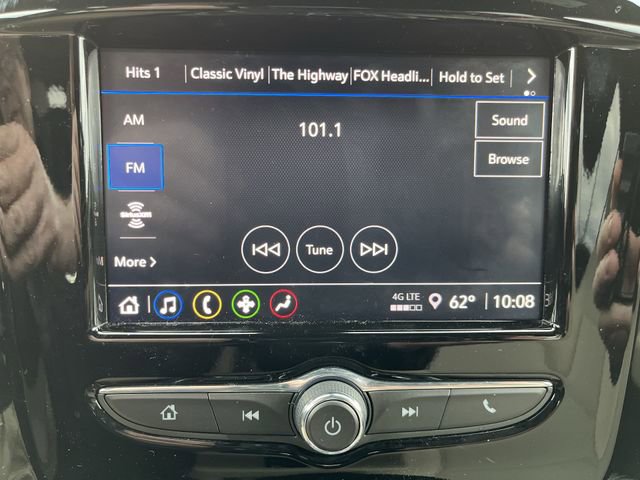 Hits 1 Classic Vinyl The Highway FOX Headli... Hold to Set
AM
101.1
Sound
FM
Browse
SiriusXM
Tune
More
4G LTE 62° 10:08